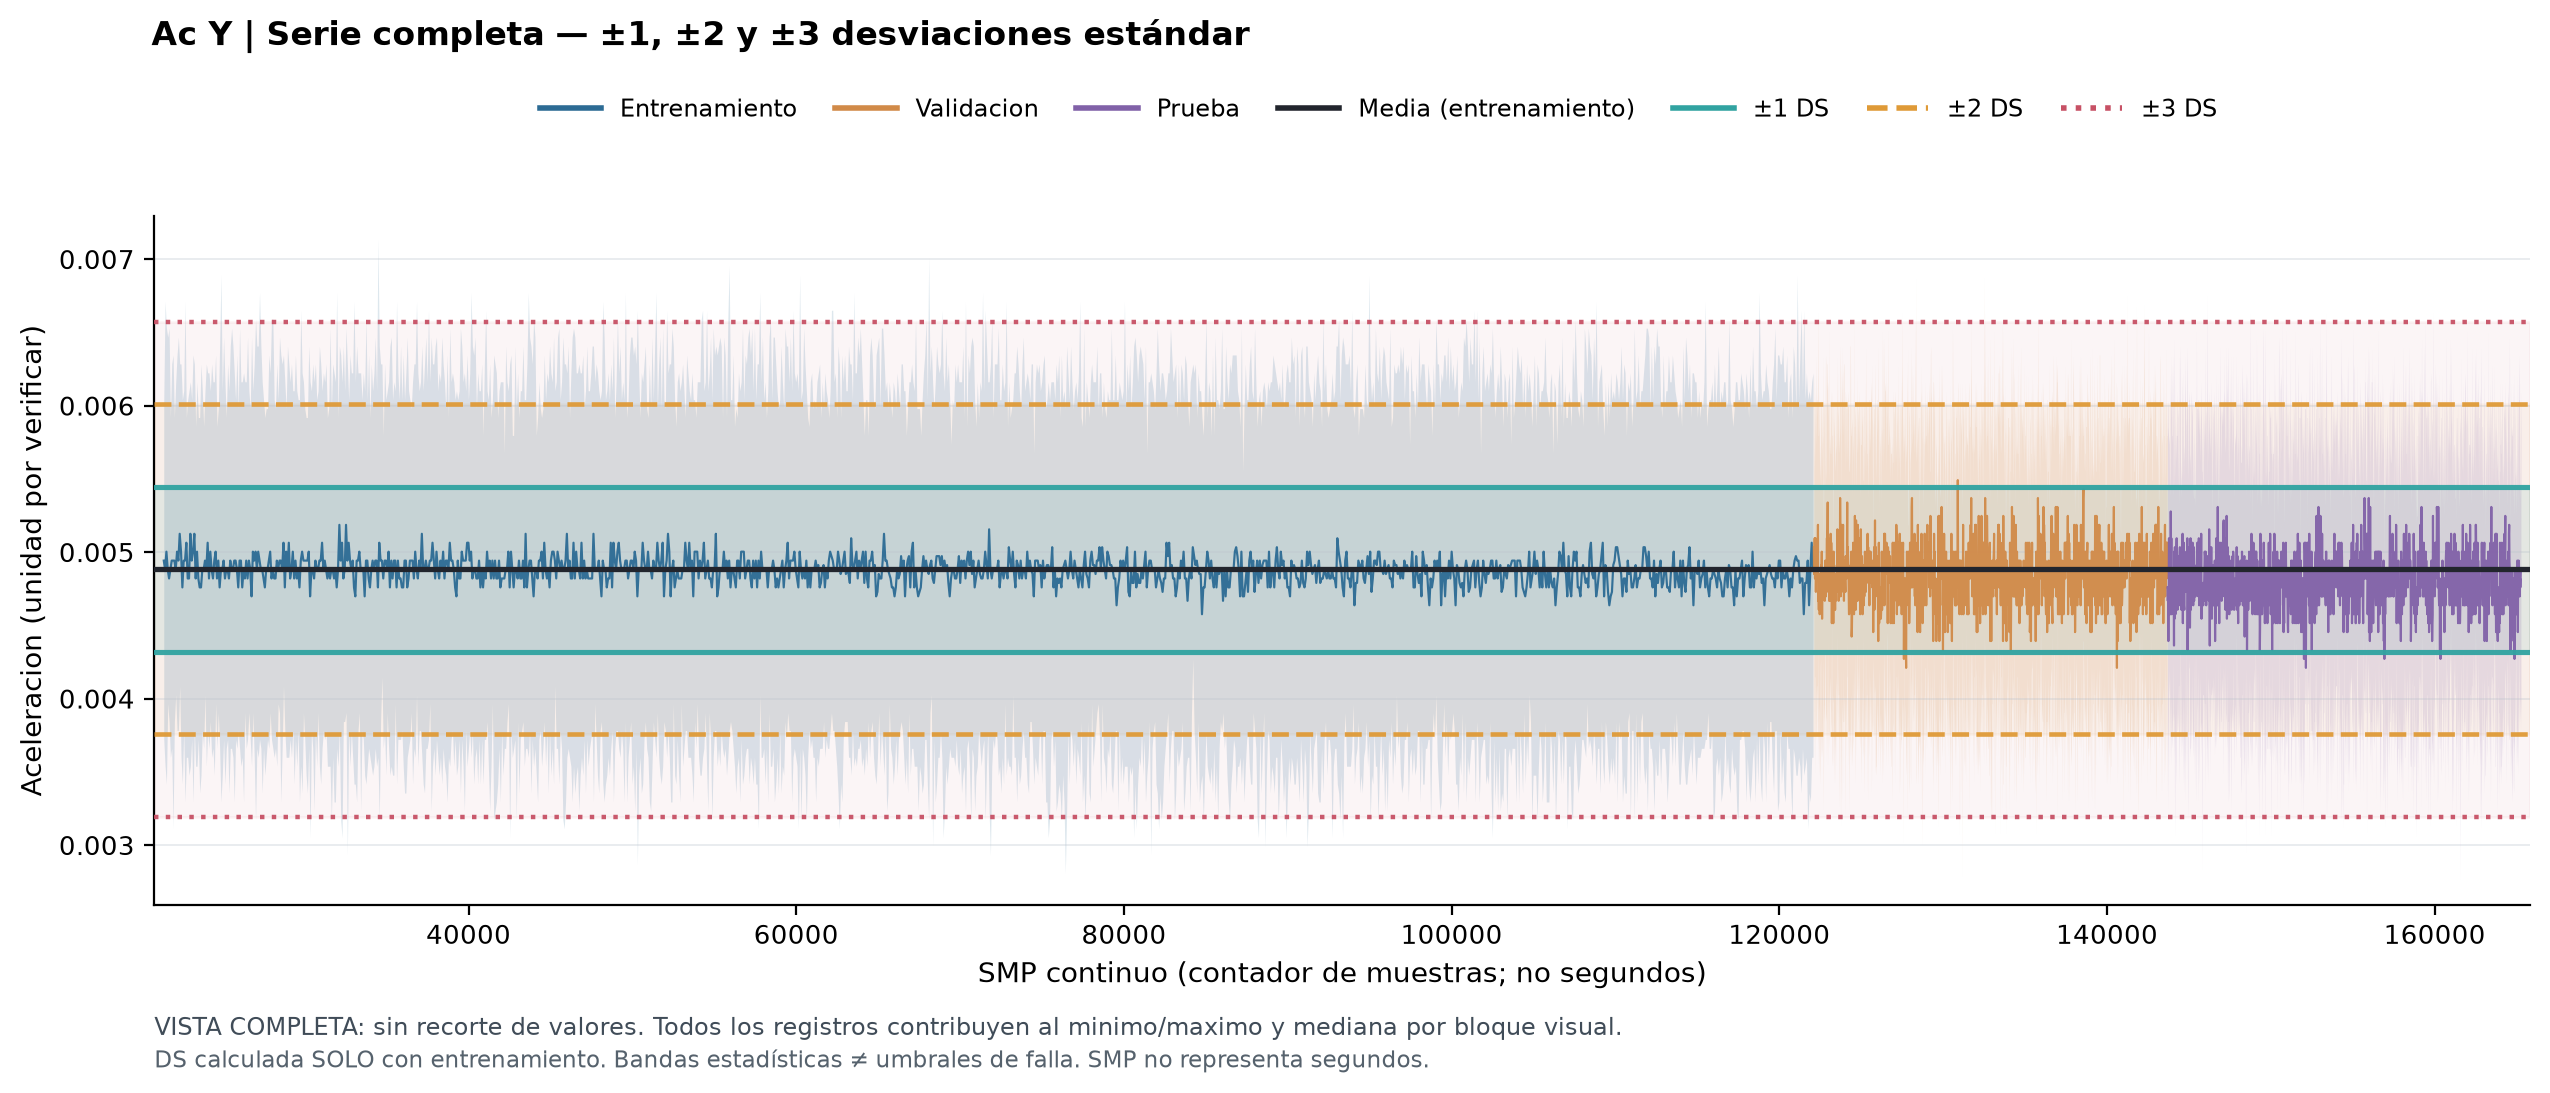 Ac Y | Serie completa — ±1, ±2 y ±3 desviaciones estándar
Entrenamiento Validacion Prueba Media (entrenamiento) ±1 DS ±2 DS ±3 DS
Aceleracion (unidad por verificar)
0.007
0.006
0.005
0.004
0.003
40000 60000 80000 100000 120000 140000 160000
SMP continuo (contador de muestras; no segundos)
VISTA COMPLETA: sin recorte de valores. Todos los registros contribuyen al minimo/maximo y mediana por bloque visual.
DS calculada SOLO con entrenamiento. Bandas estadísticas ≠ umbrales de falla. SMP no representa segundos.